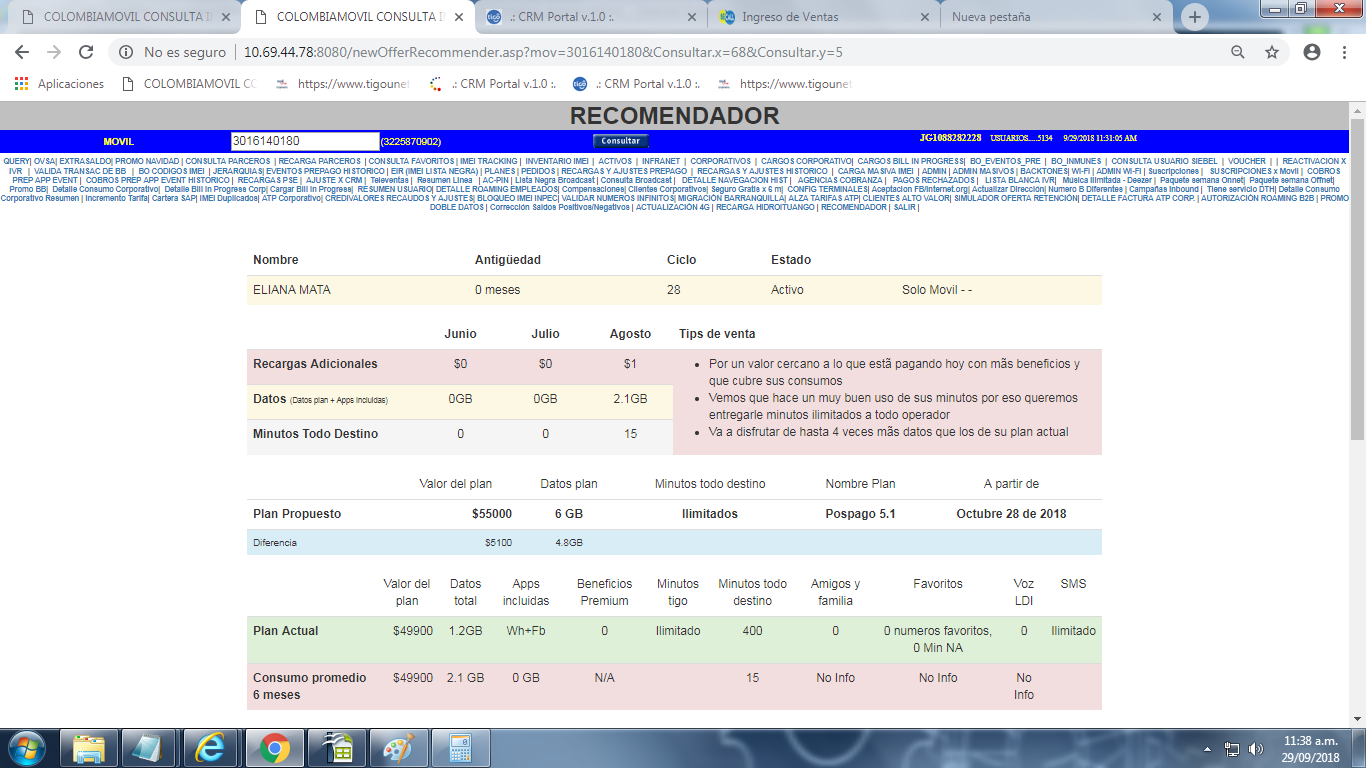 COLOMBIAMOVIL CONSULTA I
COLOMBIAMOVIL CONSULTA I
.: CRM Portal v.1.0 :.
Ingreso de Ventas
Nueva pestaña
No es seguro | 10.69.44.78:8080/newOfferRecommender.asp?mov=3016140180&Consultar.x=68&Consultar.y=5
Aplicaciones COLOMBIAMOVIL CO https://www.tigounet .: CRM Portal v.1.0 :. .: CRM Portal v.1.0 :. https://www.tigounet
RECOMENDADOR
MOVIL 3016140180 (3225870902) Consultar JG1088282228 USUARIOS.....5134 9/29/2018 11:31:05 AM
QUERY| OVSA| EXTRASALDO| PROMO NAVIDAD | CONSULTA PARCEROS | RECARGA PARCEROS | CONSULTA FAVORITOS | IMEI TRACKING | INVENTARIO IMEI | ACTIVOS | INFRANET | CORPORATIVOS | CARGOS CORPORATIVO| CARGOS BILL IN PROGRESS| BO_EVENTOS_PRE | BO_INMUNES | CONSULTA USUARIO SIEBEL | VOUCHER | | REACTIVACION X
IVR | VALIDA TRANSAC DE BB | BO CODIGOS IMEI | JERARQUIAS| EVENTOS PREPAGO HISTORICO | EIR (IMEI LISTA NEGRA) | PLANES | PEDIDOS | RECARGAS Y AJUSTES PREPAGO | RECARGAS Y AJUSTES HISTORICO | CARGA MASIVA IMEI | ADMIN | ADMIN MASIVOS | BACKTONES| WI-FI | ADMIN WI-FI | Suscripciones | SUSCRIPCIONES x Movil | COBROS
PREP APP EVENT | COBROS PREP APP EVENT HISTORICO | RECARGAS PSE | AJUSTE X CRM | Televentas | Resumen Linea | AC-PIN | Lista Negra Broadcast | Consulta Broadcast | DETALLE NAVEGACION HIST | AGENCIAS COBRANZA | PAGOS RECHAZADOS | LISTA BLANCA IVR| Música Ilimitada - Deezer | Paquetes semana Onnet| Paquete semana Offnet|
Promo BB| Detalle Consumo Corporativo| Detalle Bill In Progress Corp| Cargar Bill In Progress| RESUMEN USUARIO| DETALLE ROAMING EMPLEADOS| Compensaciones| Clientes Corporativos| Seguro Gratis x 6 m| CONFIG TERMINALES| Aceptacion FB/Internet.org| Actualizar Dirección| Numero B Diferentes | Campañas Inbound | Tiene servicio DTH| Detalle Consumo
Corporativo Resumen | Incremento Tarifa| Cartera SAP| IMEI Duplicados| ATP Corporativo| CREDIVALORES RECAUDOS Y AJUSTES| BLOQUEO IMEI INPEC| VALIDAR NUMEROS INFINITOS| MIGRACIÓN BARRANQUILLA| ALZA TARIFAS ATP| CLIENTES ALTO VALOR| SIMULADOR OFERTA RETENCIÓN| DETALLE FACTURA ATP CORP. | AUTORIZACIÓN ROAMING B2B | PROMO
DOBLE DATOS | Corrección Saldos Positivos/Negativos | ACTUALIZACIÓN 4G | RECARGA HIDROITUANGO | RECOMENDADOR | SALIR |
Nombre Antigüedad Ciclo Estado
ELIANA MATA 0 meses 28 Activo Solo Movil - -
Junio Julio Agosto Tips de venta
Recargas Adicionales $0 $0 $1
Datos (Datos plan + Apps incluidas) 0GB 0GB 2.1GB
Minutos Todo Destino 0 0 15
Por un valor cercano a lo que estã pagando hoy con mãs beneficios y
que cubre sus consumos
Vemos que hace un muy buen uso de sus minutos por eso queremos
entregarle minutos ilimitados a todo operador
Va a disfrutar de hasta 4 veces mãs datos que los de su plan actual
Valor del plan Datos plan Minutos todo destino Nombre Plan A partir de
Plan Propuesto $55000 6 GB Ilimitados Pospago 5.1 Octubre 28 de 2018
Diferencia $5100 4.8GB
Valor del Datos Apps Beneficios Minutos Minutos todo Amigos y Favoritos Voz SMS
plan total incluidas Premium tigo destino familia LDI
Plan Actual $49900 1.2GB Wh+Fb 0 Ilimitado 400 0 0 numeros favoritos, 0 Ilimitado
0 Min NA
Consumo promedio $49900 2.1 GB 0 GB N/A 15 No Info No Info No
6 meses Info
11:38 a.m.
29/09/2018